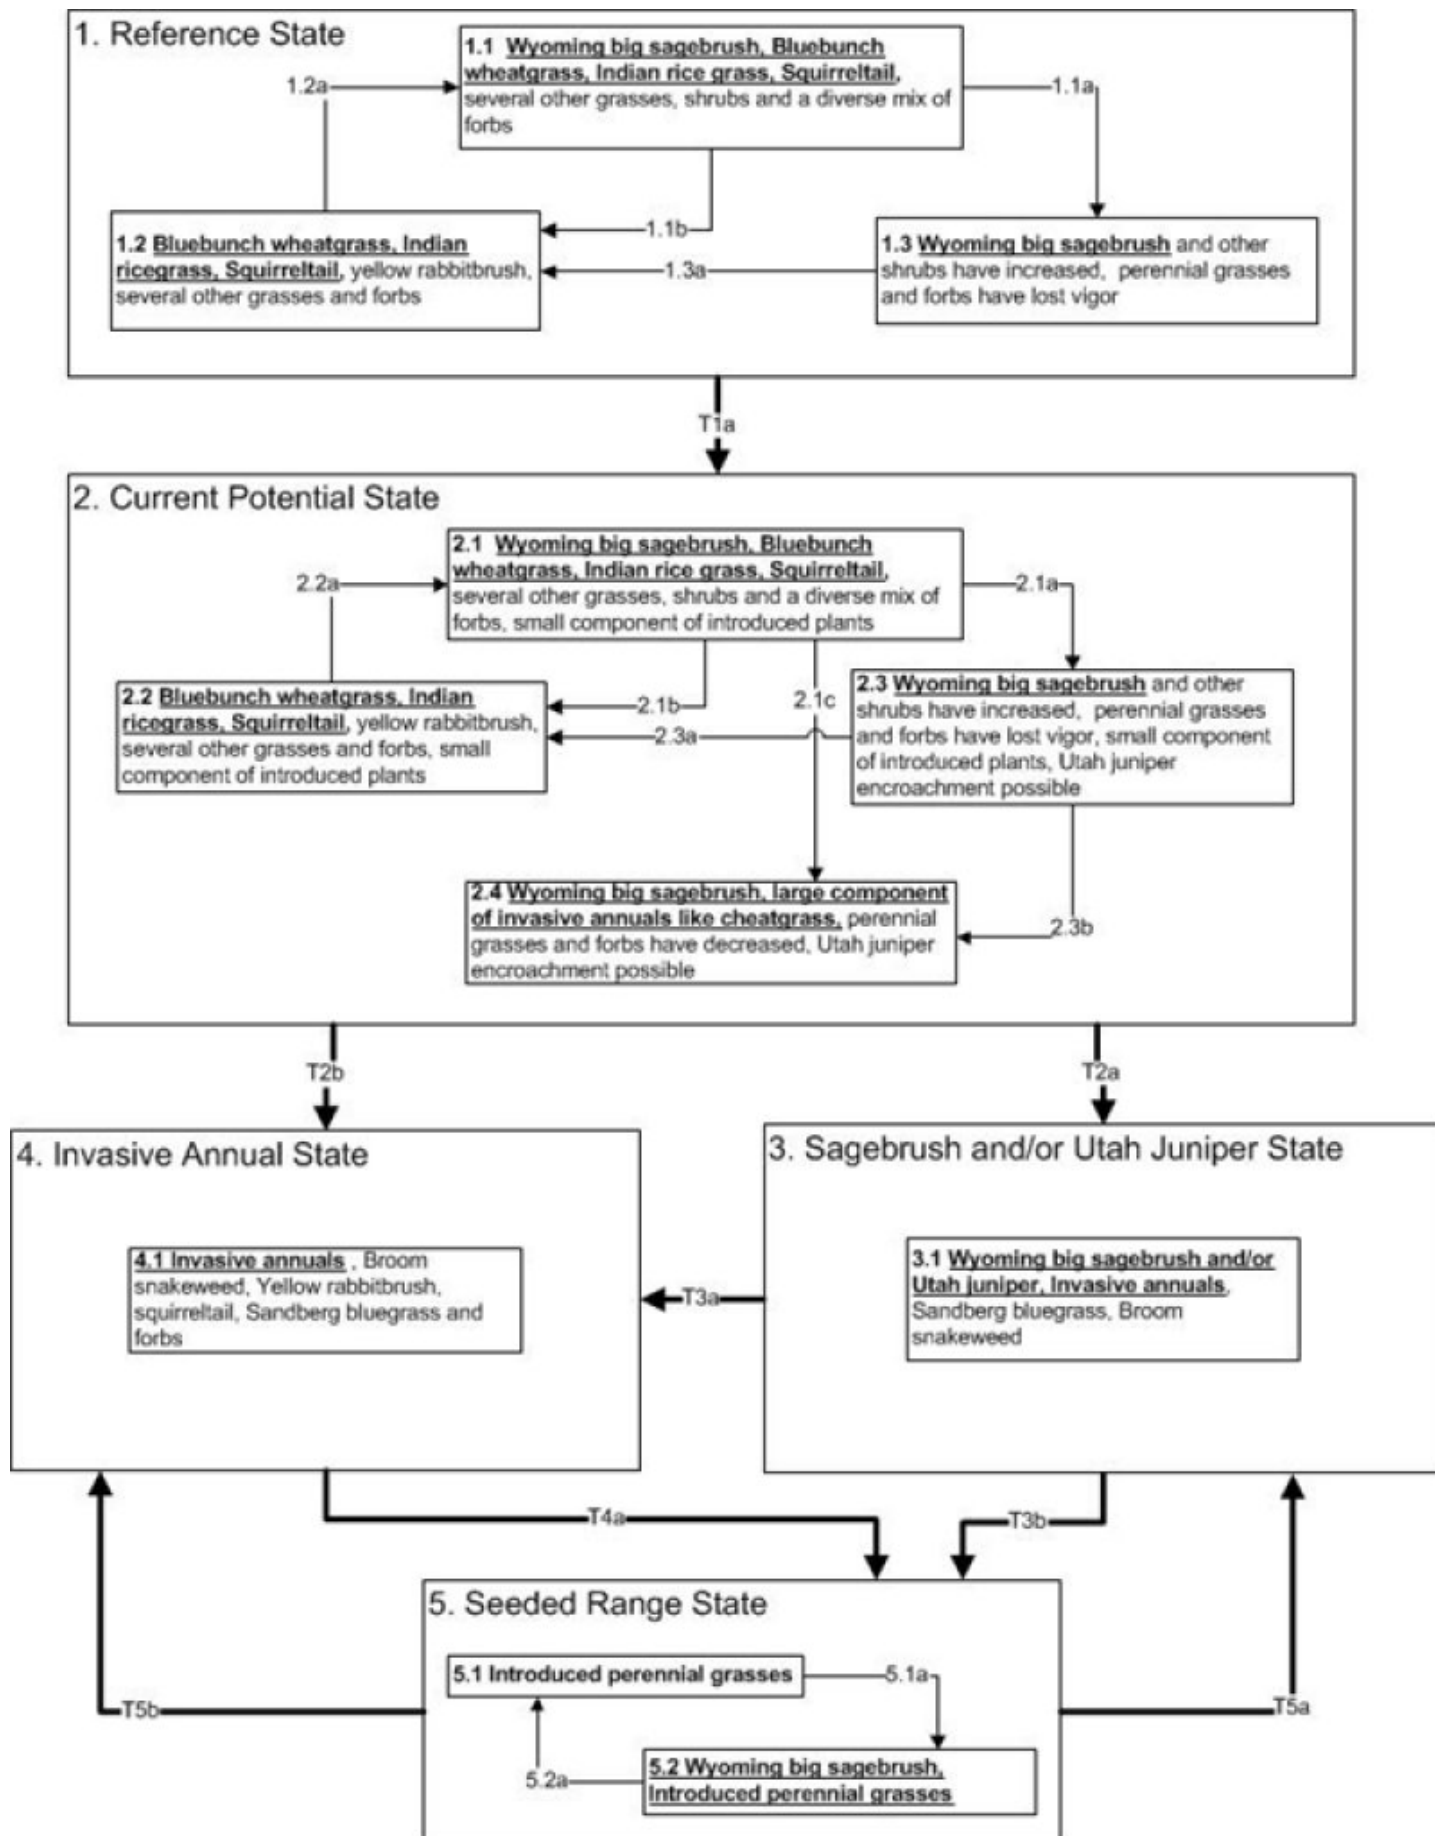 1. Reference State
1.1 Wyoming big sagebrush, Bluebunch
wheatgrass, Indian rice grass, Squirreltail,
several other grasses, shrubs and a diverse mix of
forbs
1.2a
1.1a
1.1b
1.2 Bluebunch wheatgrass, Indian
ricegrass, Squirreltail, yellow rabbitbrush,
several other grasses and forbs
1.3a
1.3 Wyoming big sagebrush and other
shrubs have increased, perennial grasses
and forbs have lost vigor
T1a
2. Current Potential State
2.1 Wyoming big sagebrush, Bluebunch
wheatgrass, Indian rice grass, Squirreltail,
several other grasses, shrubs and a diverse mix of
forbs, small component of introduced plants
2.2a
2.1a
2.2 Bluebunch wheatgrass, Indian
ricegrass, Squirreltail, yellow rabbitbrush,
several other grasses and forbs, small
component of introduced plants
2.1b
2.1c
2.3a
2.3 Wyoming big sagebrush and other
shrubs have increased, perennial grasses
and forbs have lost vigor, small component
of introduced plants, Utah juniper
encroachment possible
2.4 Wyoming big sagebrush, large component
of invasive annuals like cheatgrass, perennial
grasses and forbs have decreased, Utah juniper
encroachment possible
2.3b
T2b
T2a
4. Invasive Annual State
4.1 Invasive annuals , Broom
snakeweed, Yellow rabbitbrush,
squirreltail, Sandberg bluegrass and
forbs
T3a
3. Sagebrush and/or Utah Juniper State
3.1 Wyoming big sagebrush and/or
Utah juniper, Invasive annuals,
Sandberg bluegrass, Broom
snakeweed
T4a
T3b
5. Seeded Range State
5.1 Introduced perennial grasses
5.1a
T5b
T5a
5.2a
5.2 Wyoming big sagebrush,
Introduced perennial grasses